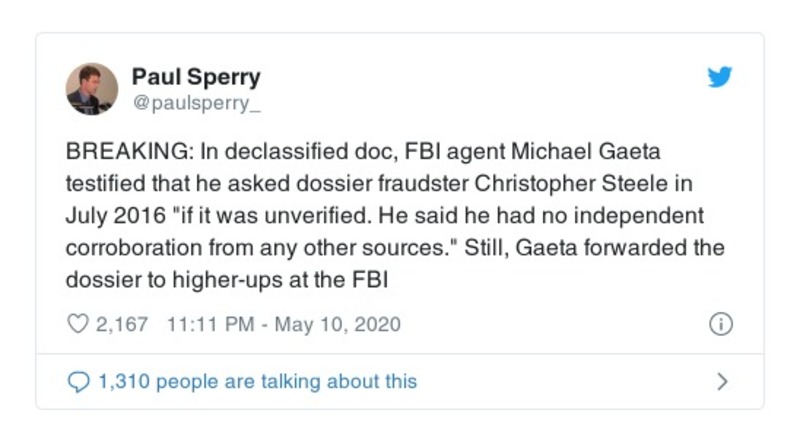 Paul Sperry
@paulsperry_
BREAKING: In declassified doc, FBI agent Michael Gaeta
testified that he asked dossier fraudster Christopher Steele in
July 2016 "if it was unverified. He said he had no independent
corroboration from any other sources." Still, Gaeta forwarded the
dossier to higher-ups at the FBI
2,167 11:11 PM - May 10, 2020
1,310 people are talking about this